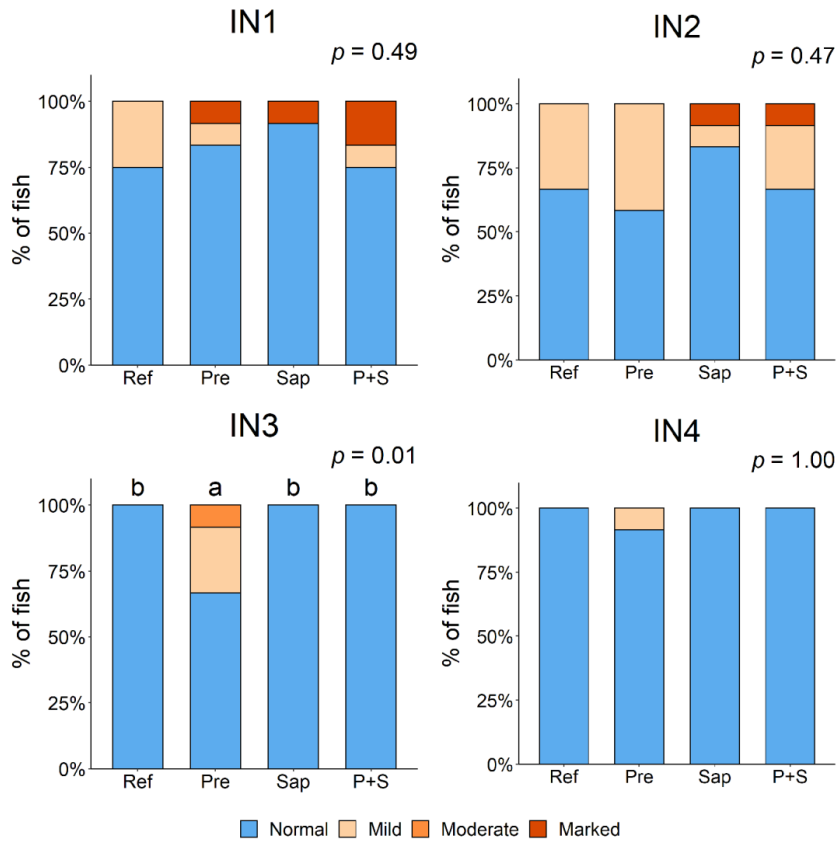 IN1
p = 0.49
100%
75%
50%
25%
0%
% of fish
Ref Pre Sap P+S
IN2
p = 0.47
100%
75%
50%
25%
0%
% of fish
Ref Pre Sap P+S
IN3
p = 0.01
b a b b
100%
75%
50%
25%
0%
% of fish
Ref Pre Sap P+S
IN4
p = 1.00
100%
75%
50%
25%
0%
% of fish
Ref Pre Sap P+S
Normal Mild Moderate Marked